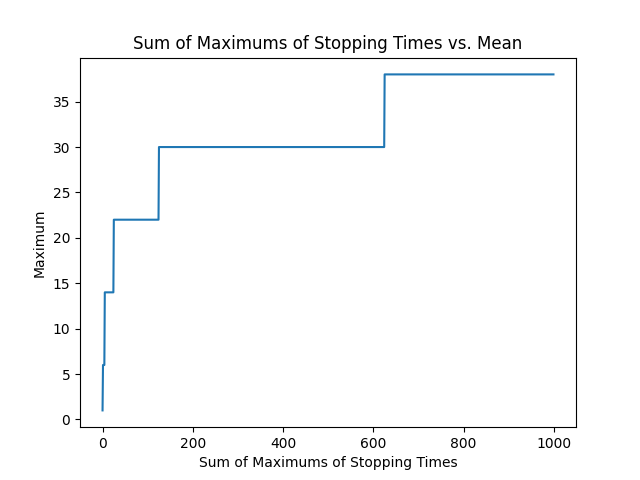 Sum of Maximums of Stopping Times vs. Mean
Maximum
35
30
25
20
15
10
5
0
0 200 400 600 800 1000
Sum of Maximums of Stopping Times